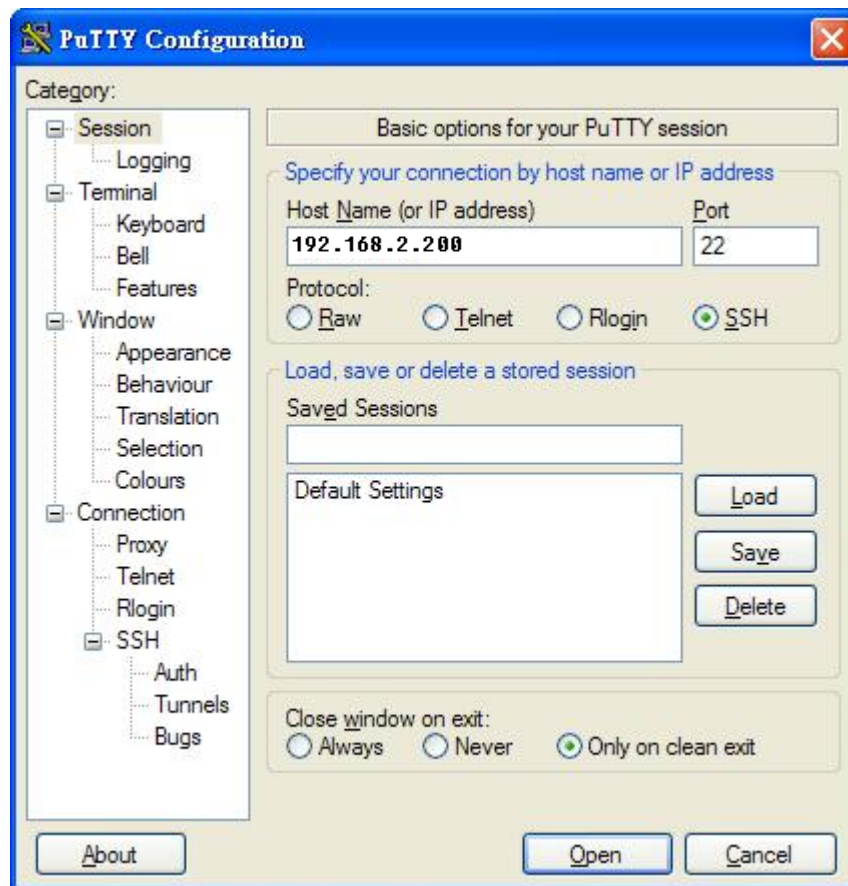 PuTTY Configuration
Category:
Session
Logging
Terminal
Keyboard
Bell
Features
Window
Appearance
Behaviour
Translation
Selection
Colours
Connection
Proxy
Telnet
Rlogin
SSH
Auth
Tunnels
Bugs
Basic options for your PuTTY session
Specify your connection by host name or IP address
Host Name (or IP address) Port
192.168.2.200 22
Protocol:
Raw Telnet Rlogin SSH
Load, save or delete a stored session
Saved Sessions
Default Settings
Load
Save
Delete
Close window on exit:
Always Never Only on clean exit
About Open Cancel